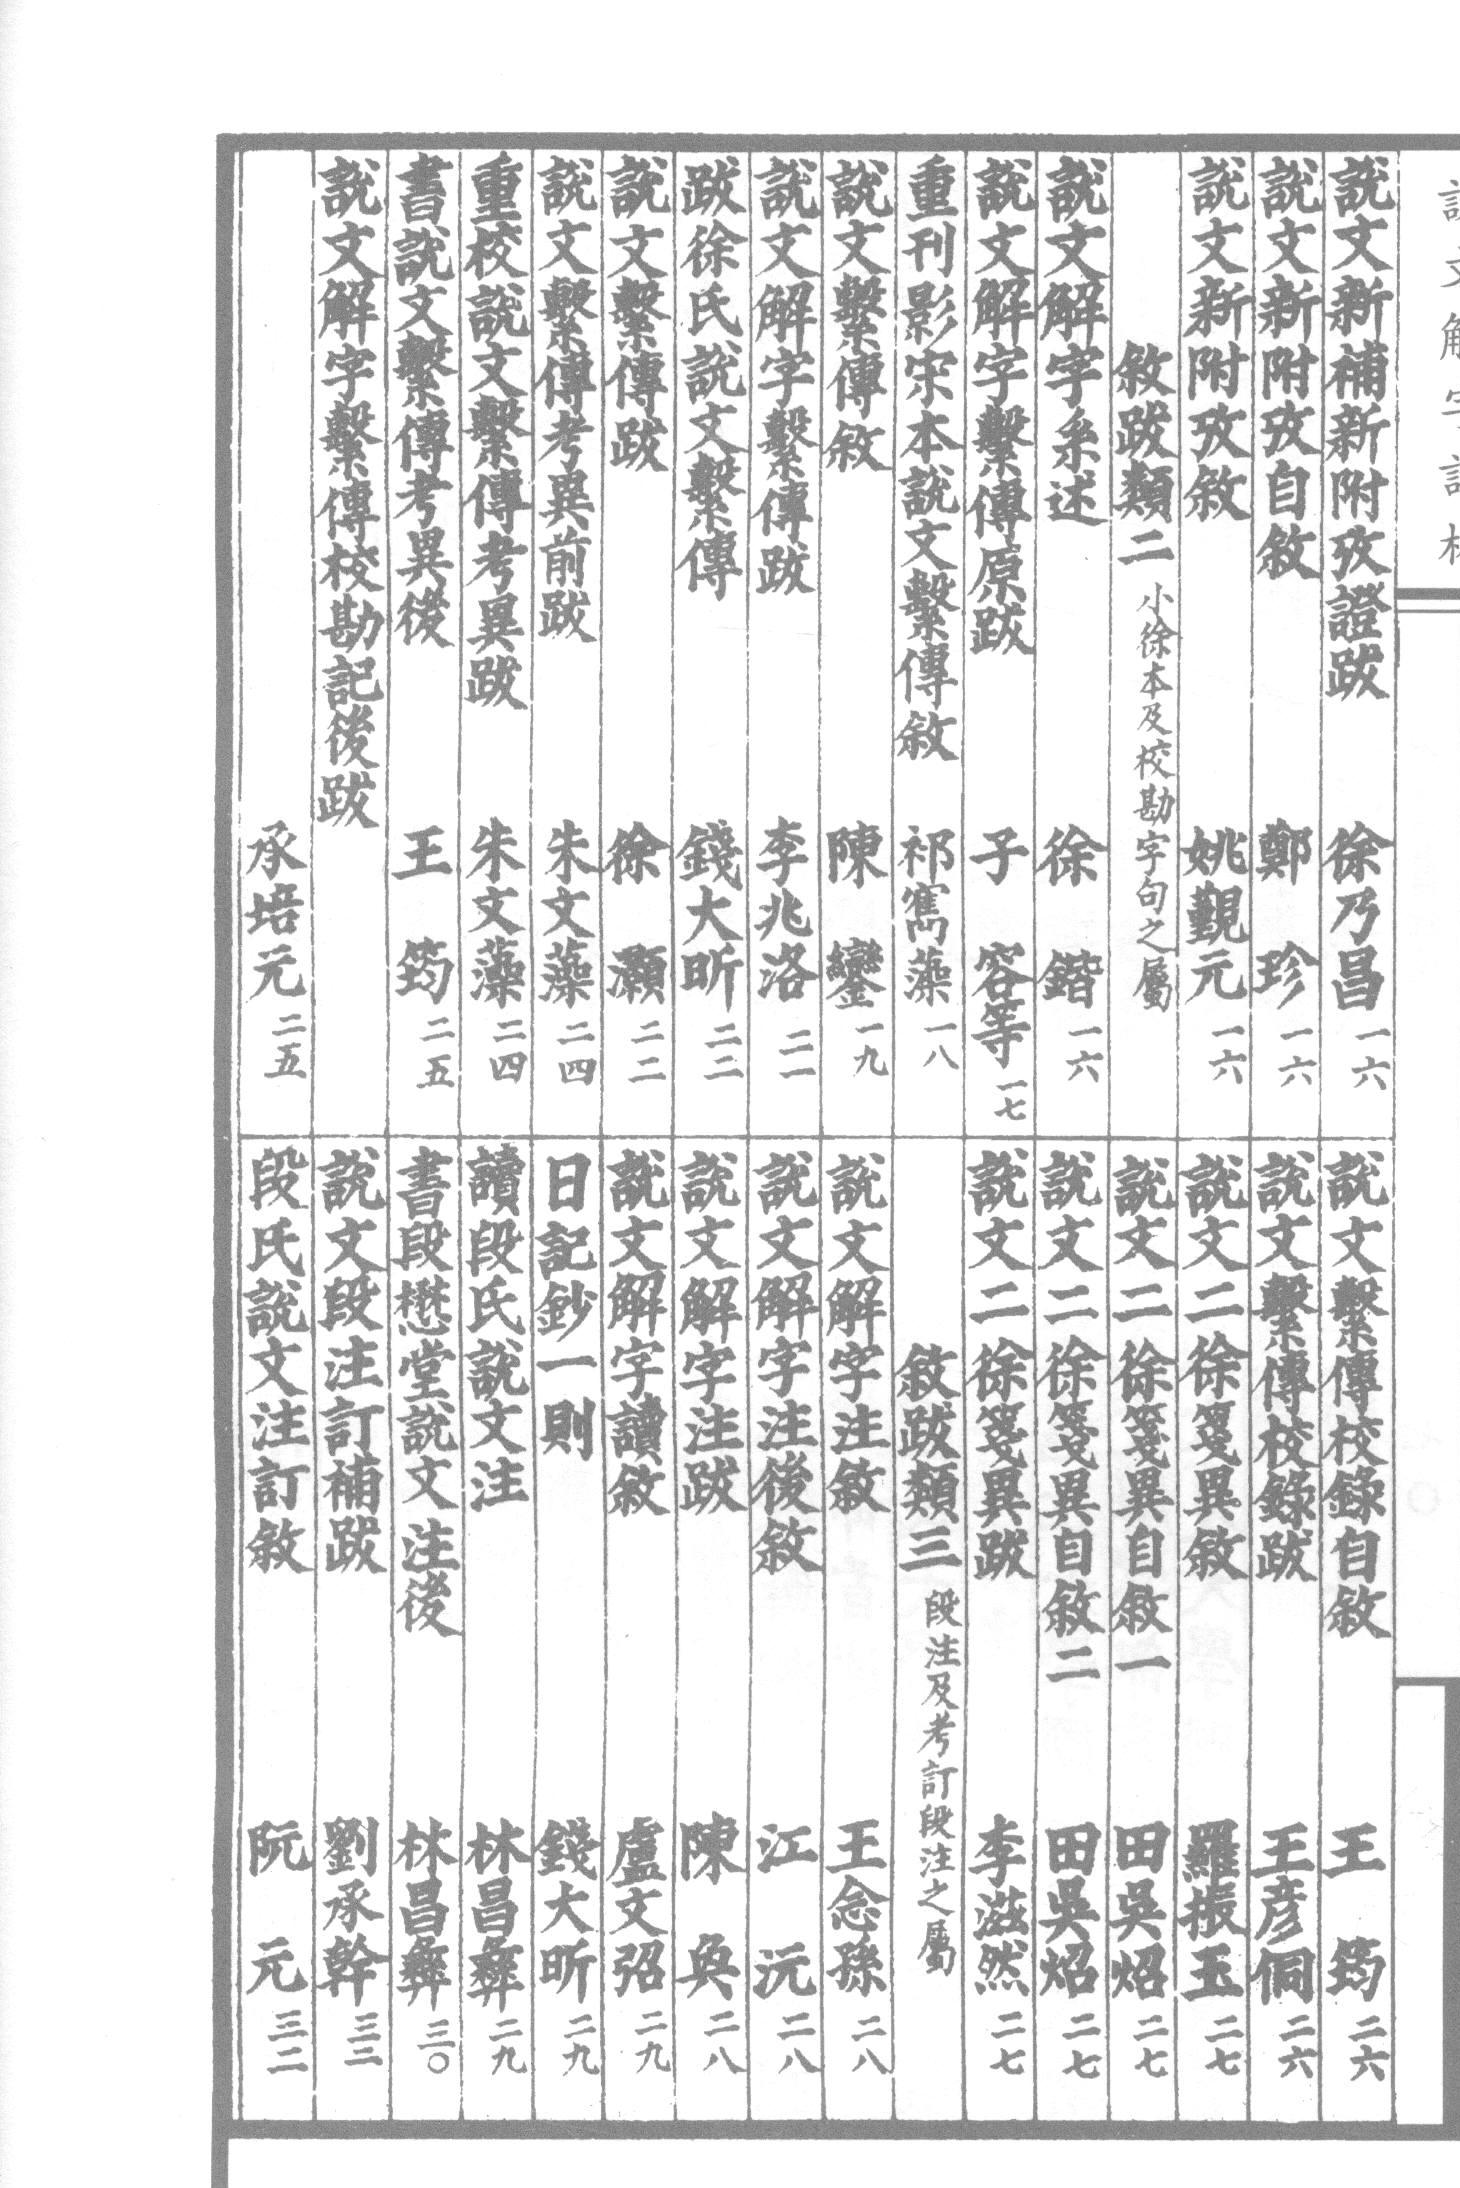 說文解字詁林
說文新補新附攷證跋 徐乃昌 一六
說文新附攷自敘 鄭珍 一六
說文新附攷敘 姚覲元 一六
敘跋類二 小徐本及校勘字句之屬
說文解字系述 徐鍇 一六
說文解字繫傳原跋 子容等 一七
重刊影宋本說文繫傳敘 祁寯藻 一八
說文繫傳敘 陳鑾 一九
說文解字繫傳跋 李兆洛 二一
跋徐氏說文繫傳 錢大昕 二二
說文繫傳跋 徐灝 二二
說文繫傳考異前跋 朱文藻 二四
重校說文繫傳考異跋 朱文藻 二四
書說文繫傳考異後 王筠 二五
說文解字繫傳校勘記後跋
承培元 二五
說文繫傳校錄自敘 王筠 二六
說文繫傳校錄跋 王彥侗 二六
說文二徐箋異敘 羅振玉 二七
說文二徐箋異自敘一 田吳炤 二七
說文二徐箋異自敘二 田吳炤 二七
說文二徐箋異跋 李滋然 二七
敘跋類三 段注及考訂段注之屬
說文解字注敘 王念孫 二八
說文解字注後敘 江沅 二八
說文解字注跋 陳奐 二八
說文解字讀敘 盧文弨 二九
日記鈔一則 錢大昕 二九
讀段氏說文注 林昌彝 二九
書段懋堂說文注後 林昌彝 三〇
說文段注訂補跋 劉承幹 三三
段氏說文注訂敘 阮元 三二